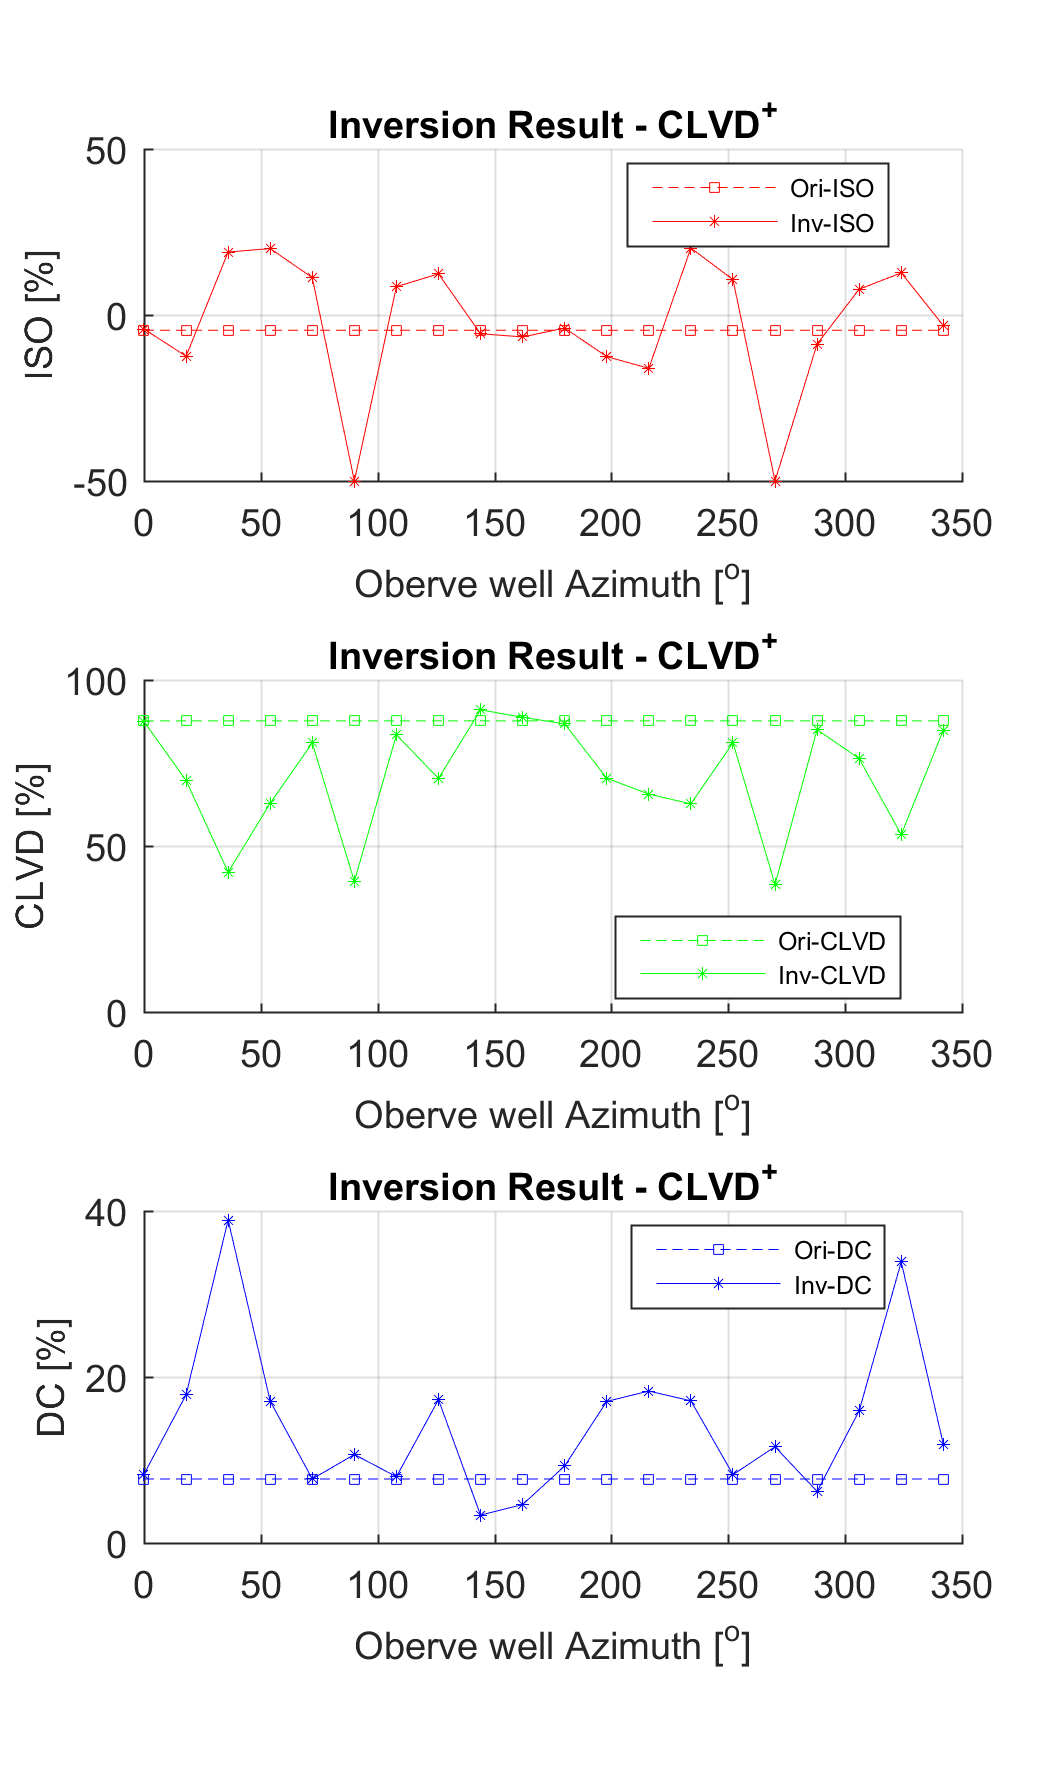 Inversion Result - CLVD+
50
0
-50
ISO [%]
Ori-ISO
Inv-ISO
0 50 100 150 200 250 300 350
Oberve well Azimuth [o]
Inversion Result - CLVD+
100
50
0
CLVD [%]
Ori-CLVD
Inv-CLVD
0 50 100 150 200 250 300 350
Oberve well Azimuth [o]
Inversion Result - CLVD+
40
20
0
DC [%]
Ori-DC
Inv-DC
0 50 100 150 200 250 300 350
Oberve well Azimuth [o]